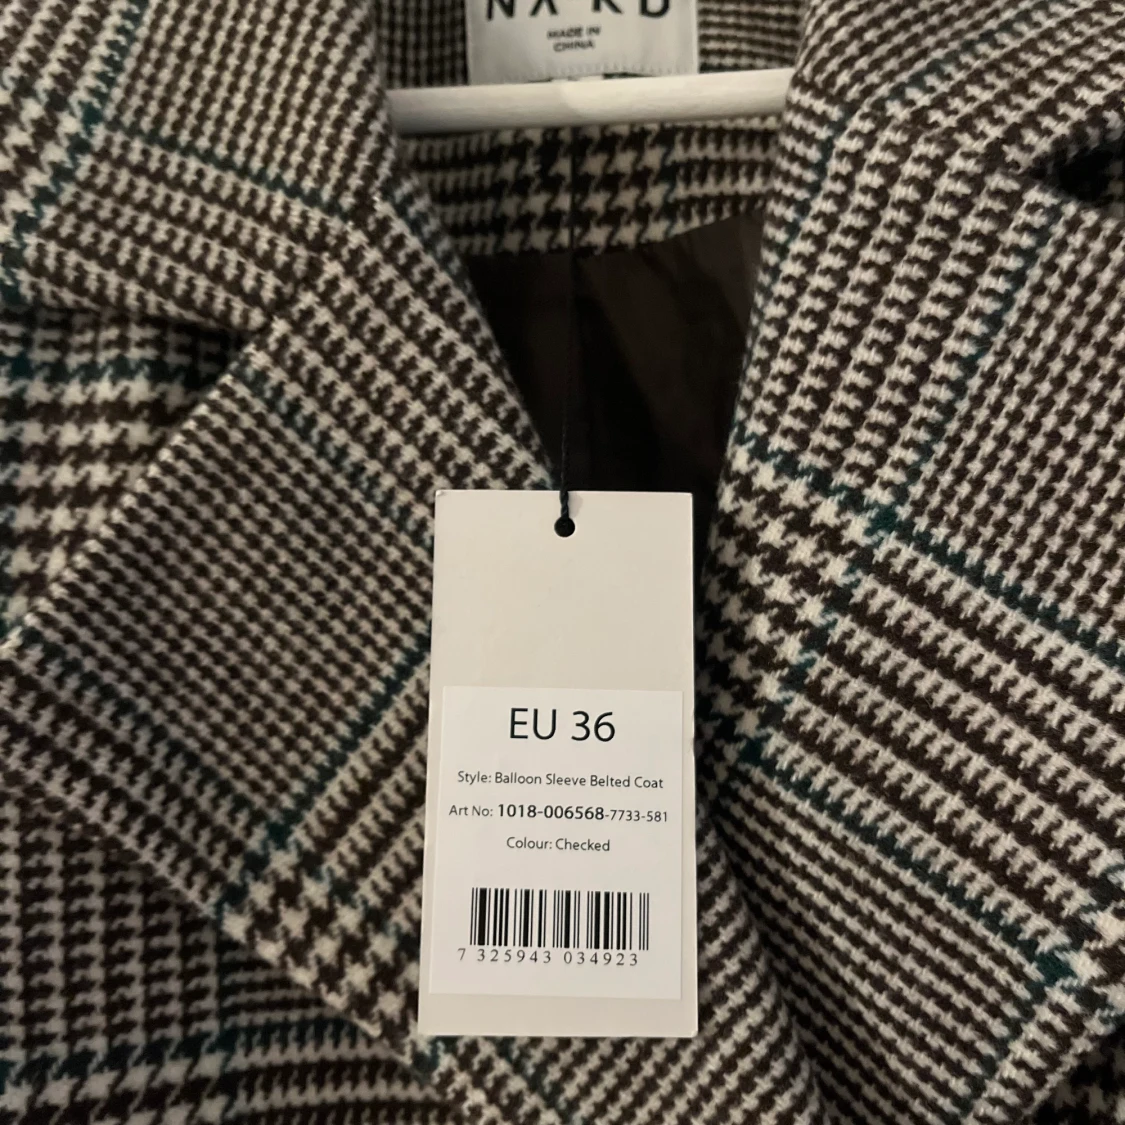 NA-KD
MADE IN
CHINA
EU 36
Style: Balloon Sleeve Belted Coat
Art No: 1018-006568-7733-581
Colour: Checked
7 325943 034923